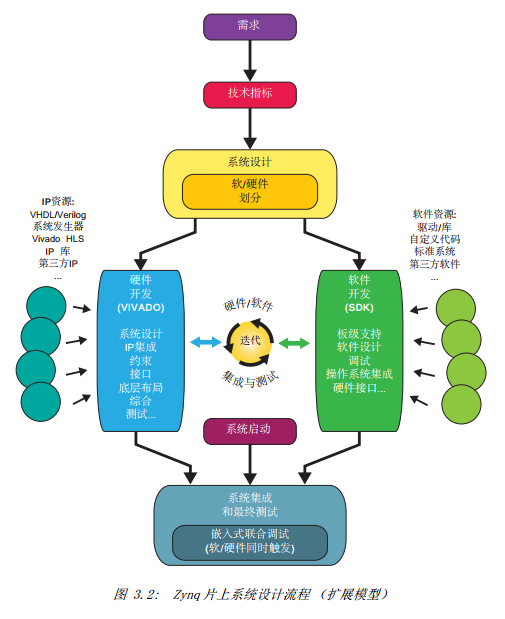 需求
技术指标
系统设计
软/硬件
划分
IP资源:
VHDL/Verilog
系统发生器
Vivado HLS
IP 库
第三方IP
...
软件资源:
驱动/库
自定义代码
标准系统
第三方软件
...
硬件
开发
(VIVADO)
系统设计
IP集成
约束
接口
底层布局
综合
测试...
硬件/软件
迭代
集成与测试
软件
开发
(SDK)
板级支持
软件设计
调试
操作系统集成
硬件接口...
系统启动
系统集成
和最终测试
嵌入式联合调试
(软/硬件同时触发)
图 3.2: Zynq 片上系统设计流程 （扩展模型）